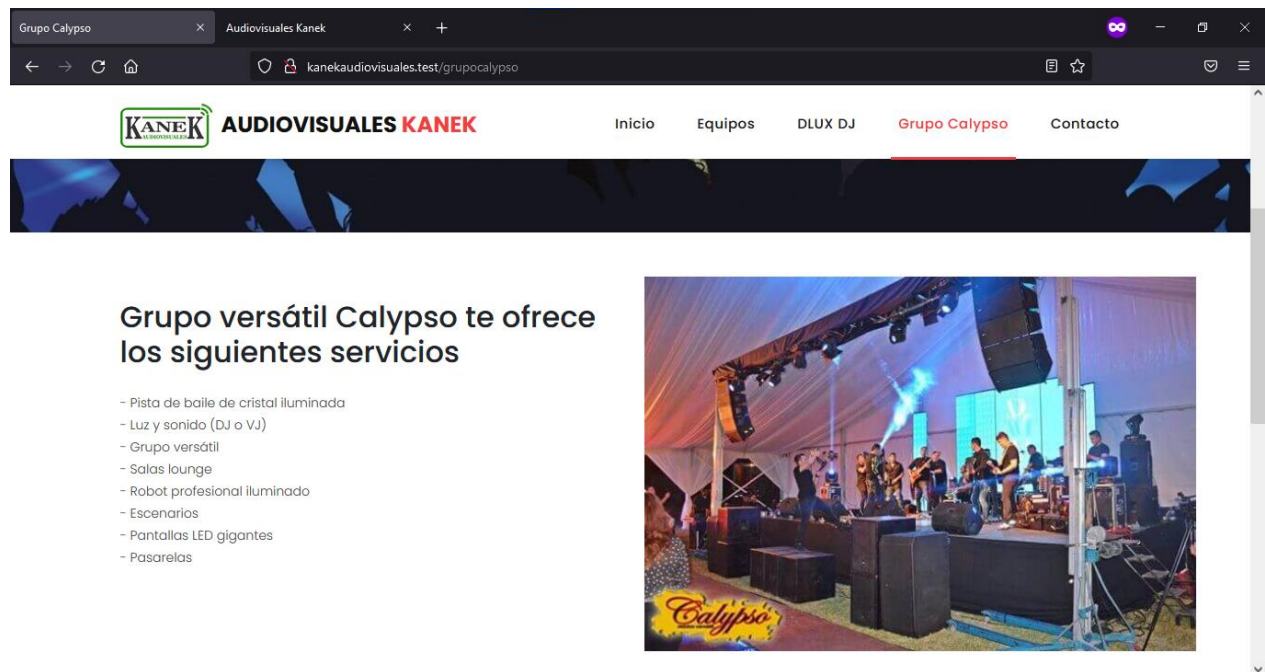 Grupo Calypso
Audiovisuales Kanek
kanekaudiovisuales.test/grupocalypso
KANEK
AUDIOVISUALES
AUDIOVISUALES KANEK
Inicio
Equipos
DLUX DJ
Grupo Calypso
Contacto
Grupo versátil Calypso te ofrece
los siguientes servicios
- Pista de baile de cristal iluminada
- Luz y sonido (DJ o VJ)
- Grupo versátil
- Salas lounge
- Robot profesional iluminado
- Escenarios
- Pantallas LED gigantes
- Pasarelas
Calypso